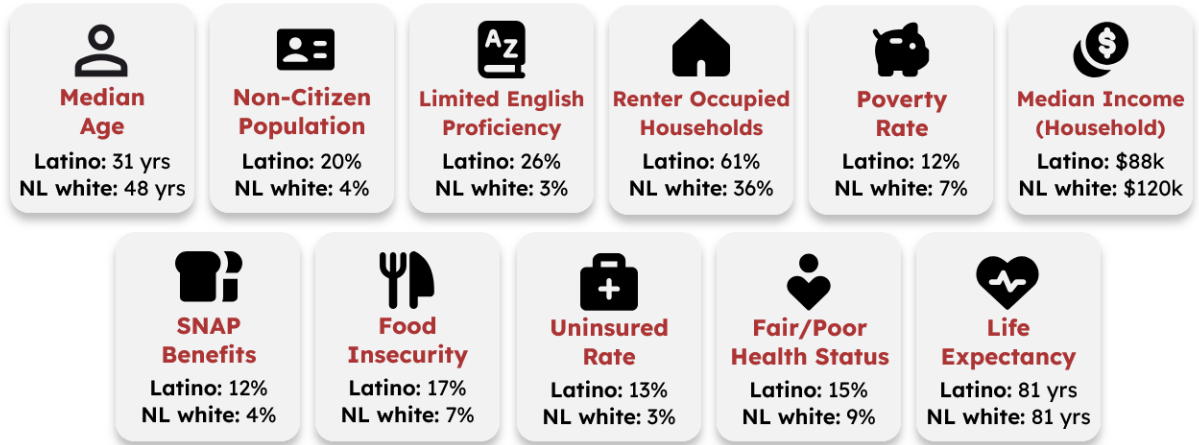 A Z
Median
Age
Latino: 31 yrs
NL white: 48 yrs
Non-Citizen
Population
Latino: 20%
NL white: 4%
Limited English
Proficiency
Latino: 26%
NL white: 3%
Renter Occupied
Households
Latino: 61%
NL white: 36%
Poverty
Rate
Latino: 12%
NL white: 7%
$
Median Income
(Household)
Latino: $88k
NL white: $120k
SNAP
Benefits
Latino: 12%
NL white: 4%
Food
Insecurity
Latino: 17%
NL white: 7%
Uninsured
Rate
Latino: 13%
NL white: 3%
Fair/Poor
Health Status
Latino: 15%
NL white: 9%
Life
Expectancy
Latino: 81 yrs
NL white: 81 yrs